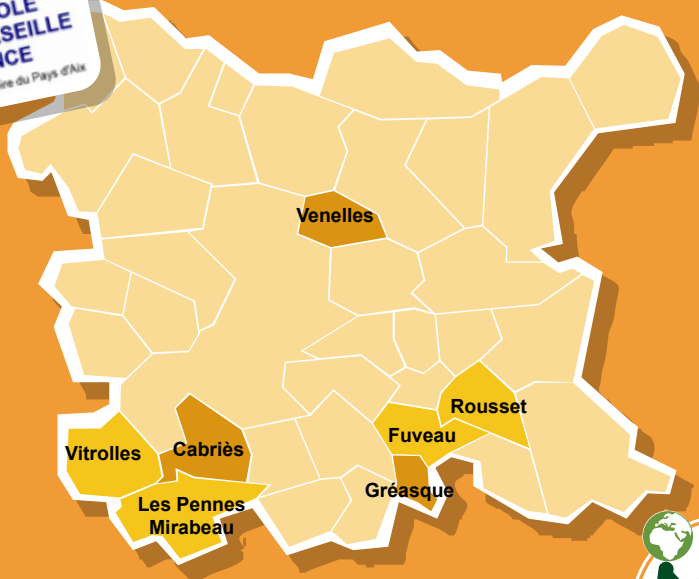 OLE
SEILLE
NCE
ire du Pays d'Aix
Venelles
Rousset
Fuveau
Vitrolles
Cabriès
Gréasque
Les Pennes
Mirabeau